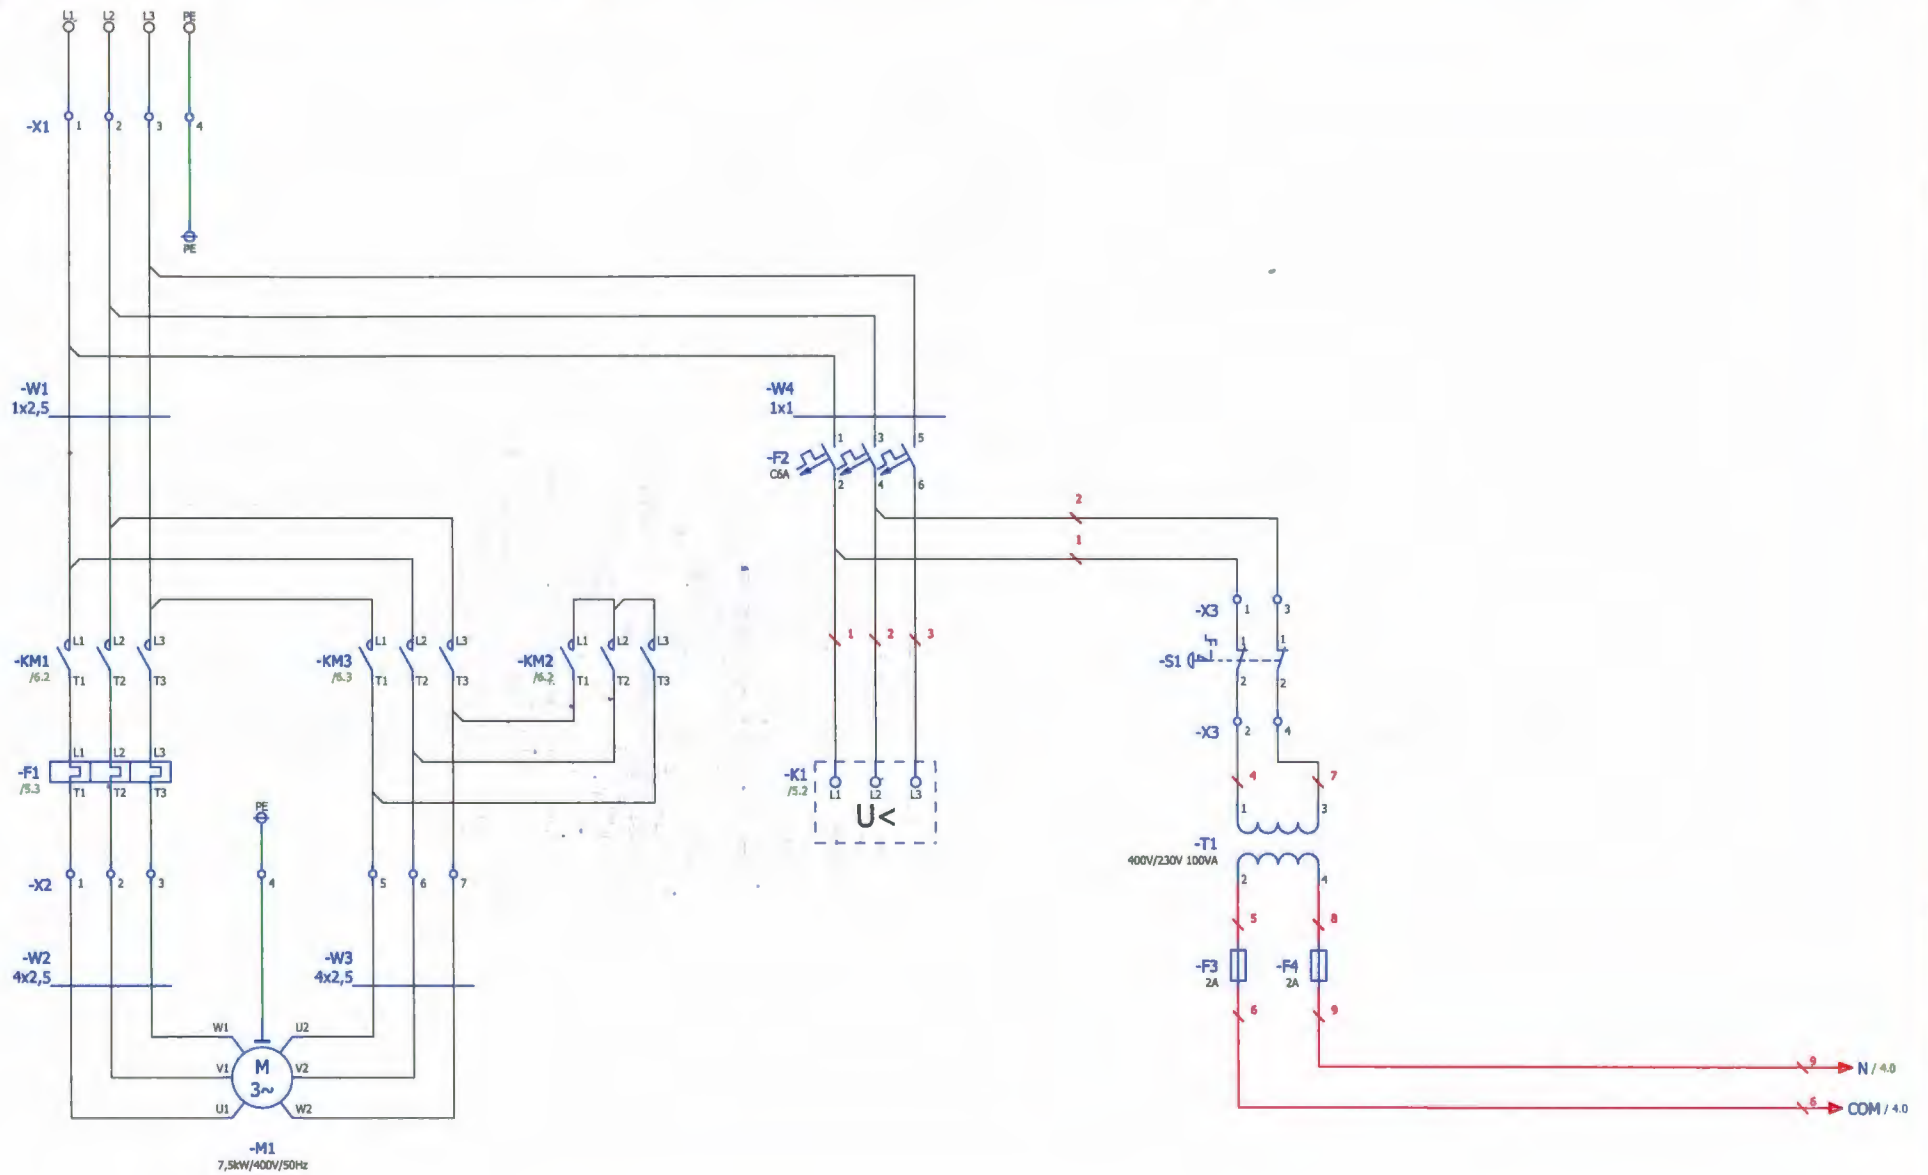 L1 L2 L3 PE
-X1 1 2 3 4
PE
-W1
1x2,5
-W4
1x1
1 3 5
-F2
C6A
2 4 6
2
1
-X3 1 3
L1 L2 L3 L1 L2 L3 L1 L2 L3
-KM1
/6.2
T1 T2 T3
-KM3
/6.3
T1 T2 T3
-KM2
/6.2
T1 T2 T3
1 2 3
1 1
-S1
2 2
-X3 2 4
L1 L2 L3
-F1
/5.3
T1 T2 T3
-K1
/5.2
L1 L2 L3
U<
4 7
1 3
-T1
400V/230V 100VA
2 4
PE
-X2 1 2 3 4 5 6 7
5 8
-W2
4x2,5
-W3
4x2,5
-F3
2A
-F4
2A
6 9
W1 U2
V1 V2
U1 W2
M
3~
9 N / 4.0
6 COM / 4.0
-M1
7,5kW/400V/50Hz